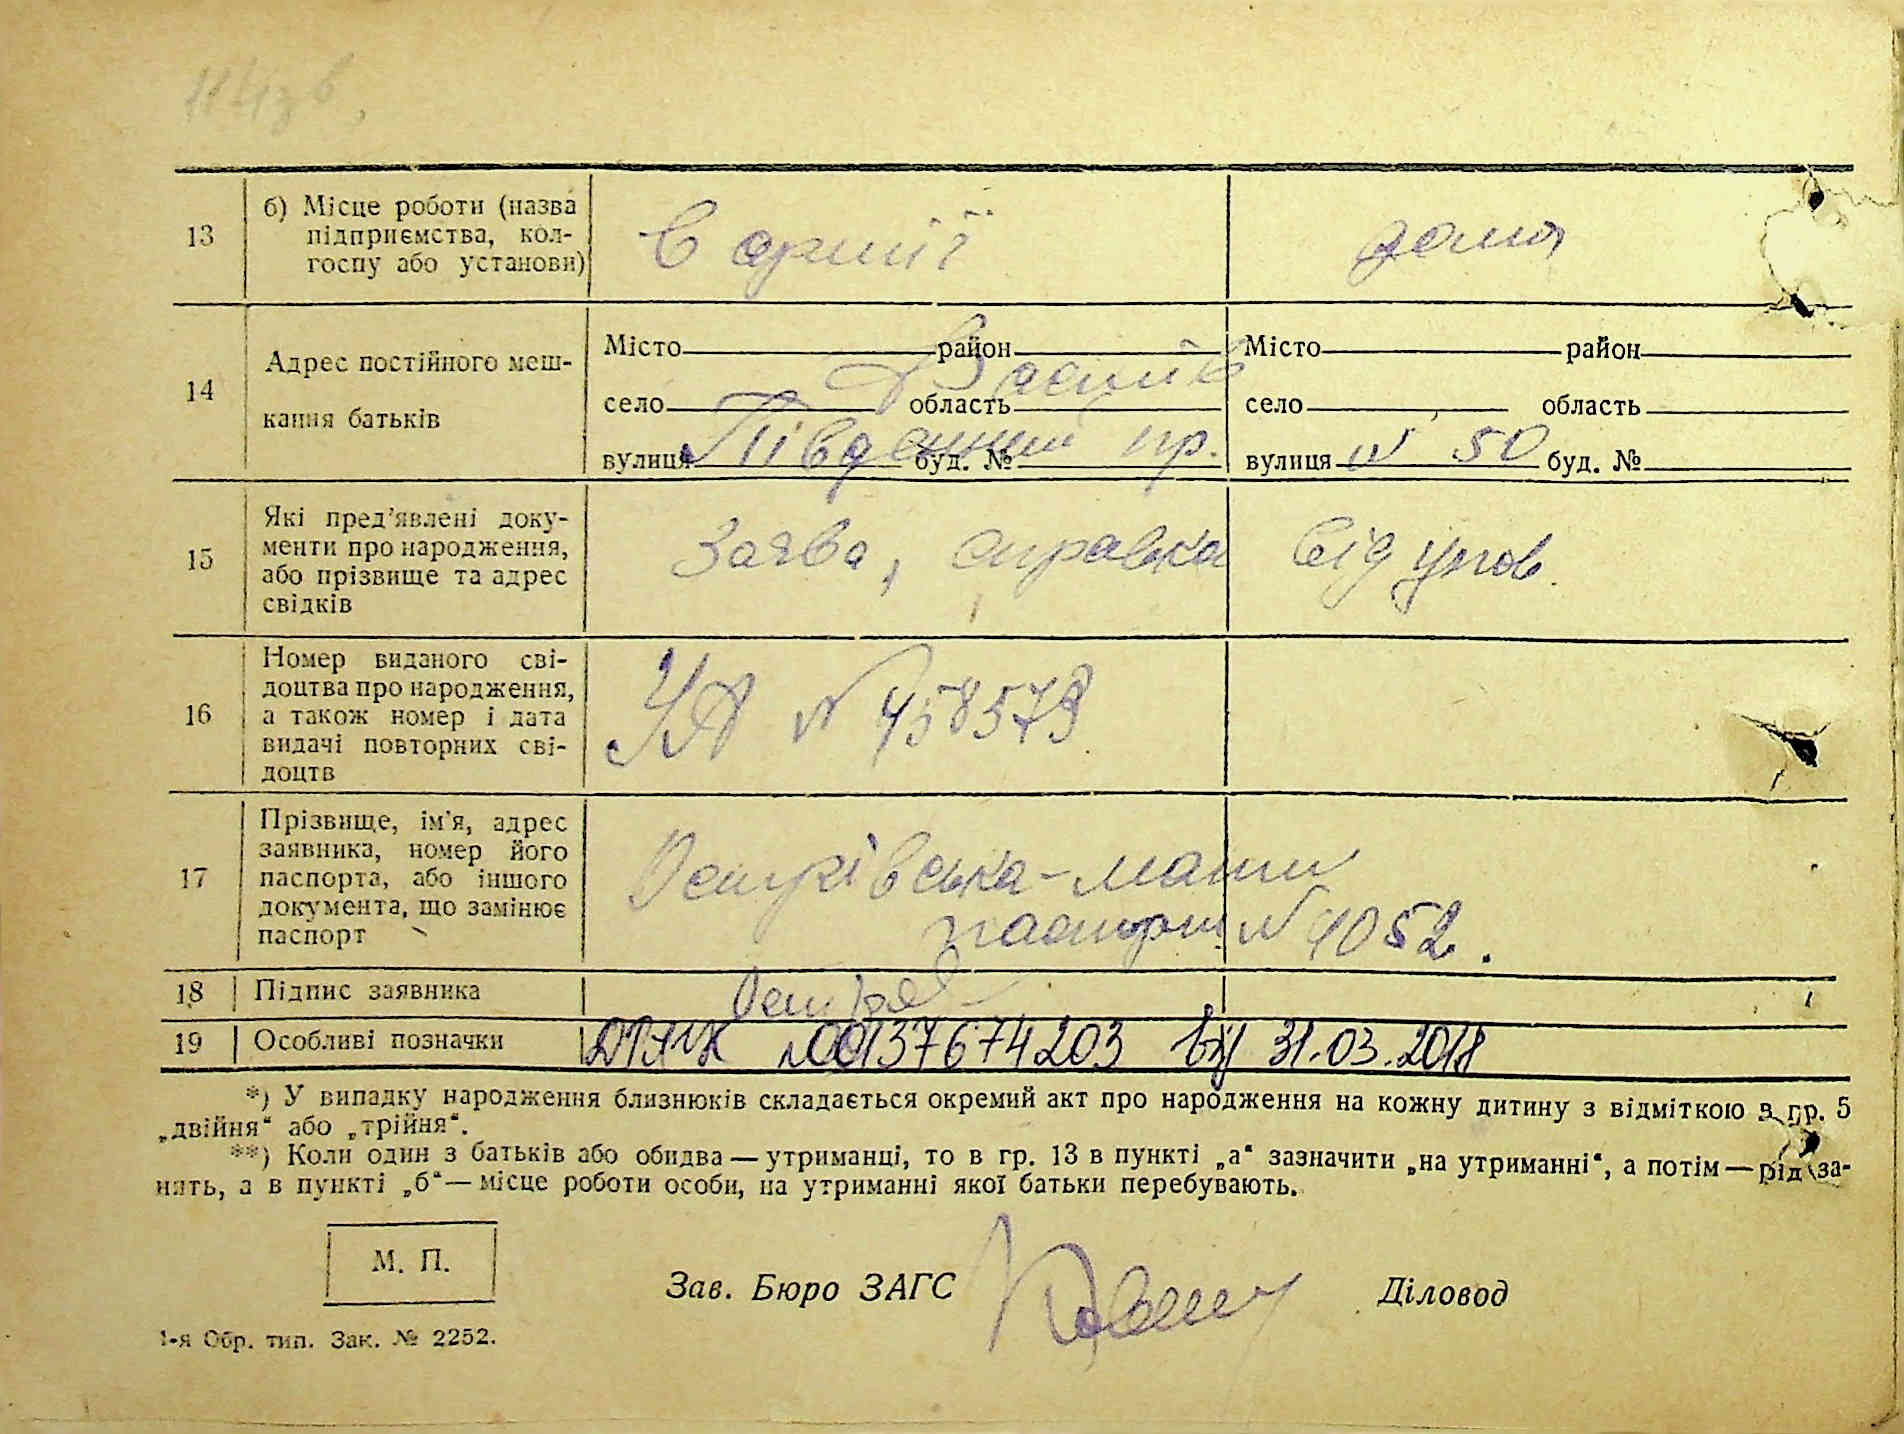 13
б) Місце роботи (назва
підприємства, кол-
госпу або установи)
в армії
дома
14
Адрес постійного меш-
кання батьків
Місто район
село область
вулиця буд. №
Південний пр.
Місто район
село область
вулиця буд. №
№ 50
15
Які пред’явлені доку-
менти про народження,
або прізвище та адрес
свідків
Заява, справка від упов.
16
Номер виданого сві-
доцтва про народження,
а також номер і дата
видачі повторних сві-
доцтв
УА № 458573
17
Прізвище, ім’я, адрес
заявника, номер його
паспорта, або іншого
документа, що замінює
паспорт
Острівська - мати
паспорт № 4052.
18
Підпис заявника
19
Особливі позначки
00137674203 від 31.03.2018
*) У випадку народження близнюків складається окремий акт про народження на кожну дитину з відміткою в гр. 5
„двійня“ або „трійня“.
**) Коли один з батьків або обидва — утриманці, то в гр. 13 в пункті „а“ зазначити „на утриманні“, а потім — рід за-
нять, а в пункті „б“ — місце роботи особи, на утриманні якої батьки перебувають.
М. П.
Зав. Бюро ЗАГС
Діловод
1-я Обр. тип. Зак. № 2252.